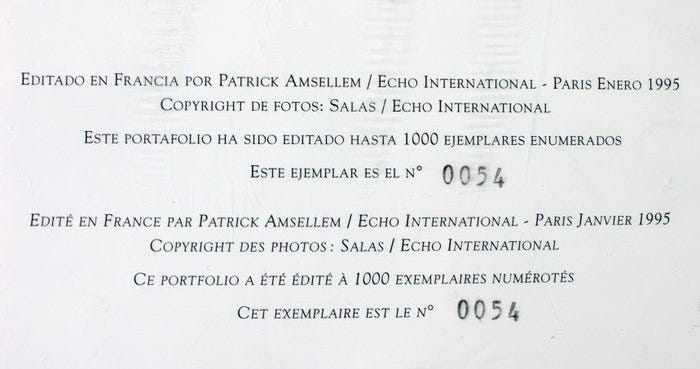 Editado en Francia por Patrick Amsellem / Echo International - Paris Enero 1995
Copyright de fotos: Salas / Echo International
Este portafolio ha sido editado hasta 1000 ejemplares enumerados
Este ejemplar es el n° 0054
Edité en France par Patrick Amsellem / Echo International - Paris Janvier 1995
Copyright des photos : Salas / Echo International
Ce portfolio a été édité à 1000 exemplaires numérotés
Cet exemplaire est le n° 0054